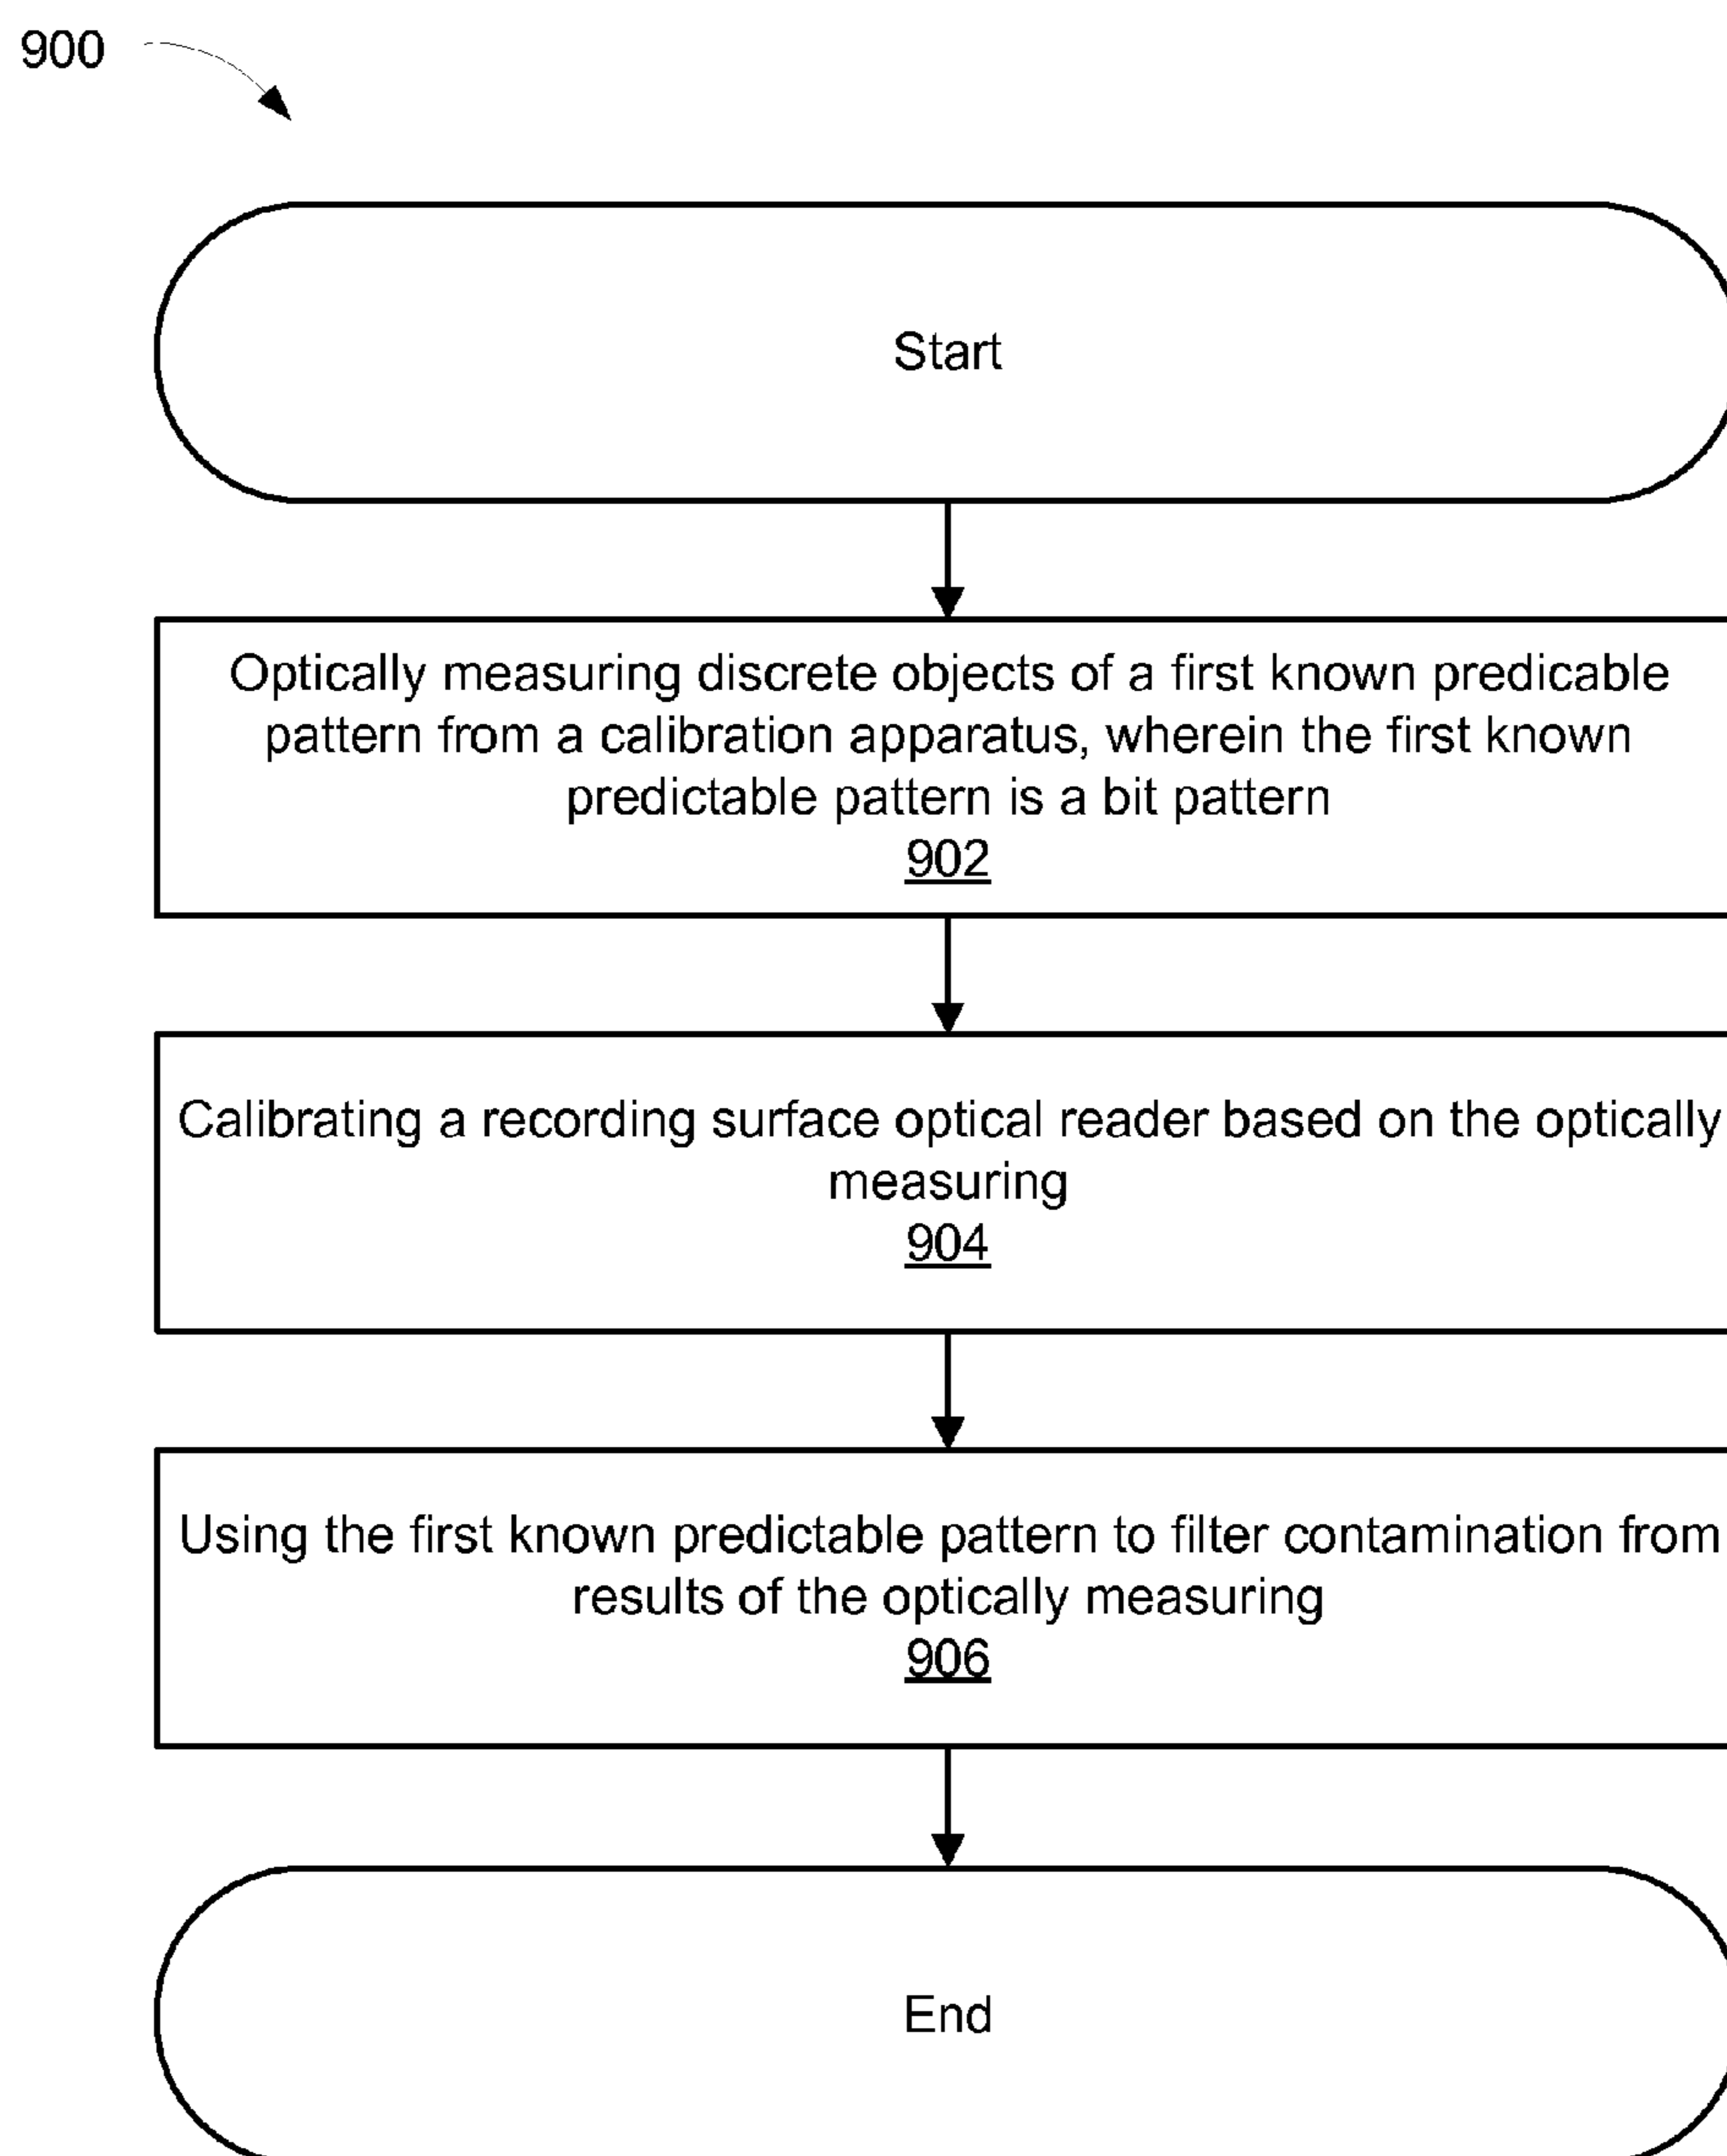 900
Start
Optically measuring discrete objects of a first known predicable
pattern from a calibration apparatus, wherein the first known
predictable pattern is a bit pattern
902
Calibrating a recording surface optical reader based on the optically
measuring
904
Using the first known predictable pattern to filter contamination from
results of the optically measuring
906
End